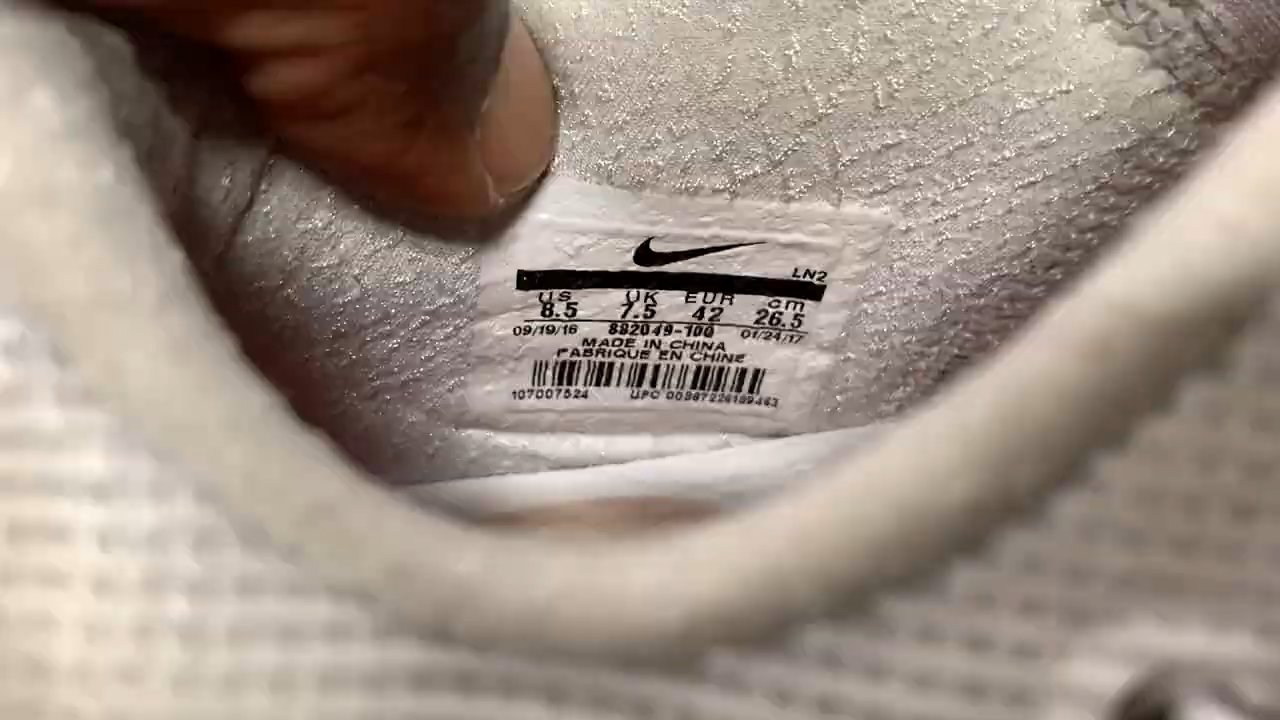 LN2
US UK EUR cm
8.5 7.5 42 26.5
09/19/16 882049-100 01/24/17
MADE IN CHINA
FABRIQUE EN CHINE
107007524 UPC